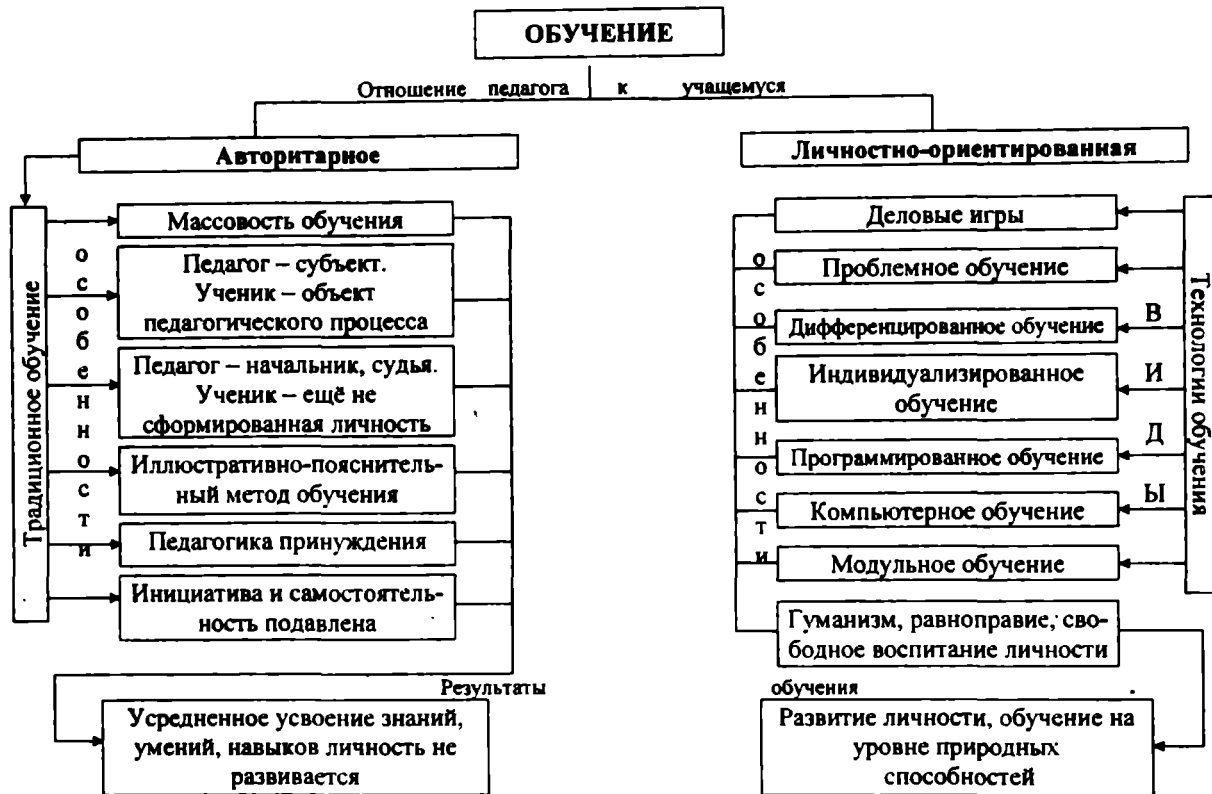 ОБУЧЕНИЕ
Отношение педагога к учащемуся
Авторитарное
Традиционное обучение
особенности
Массовость обучения
Педагог – субъект.
Ученик – объект
педагогического процесса
Педагог – начальник, судья.
Ученик – ещё не
сформированная личность
Иллюстративно-пояснитель-
ный метод обучения
Педагогика принуждения
Инициатива и самостоятель-
ность подавлена
Личностно-ориентированная
особенности
Деловые игры
Проблемное обучение
Дифференцированное обучение
Индивидуализированное
обучение
Программированное обучение
Компьютерное обучение
Модульное обучение
ВИДЫ
Технологии обучения
Гуманизм, равноправие, сво-
бодное воспитание личности
Результаты обучения
Усредненное усвоение знаний,
умений, навыков личность не
развивается
Развитие личности, обучение на
уровне природных
способностей